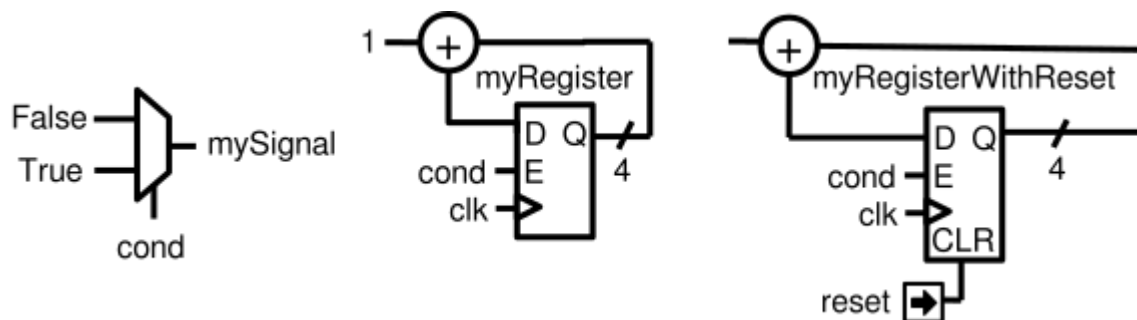 False
True
mySignal
cond
1
+
myRegister
D Q
cond E
clk
4
+
myRegisterWithReset
D Q
cond E
clk
4
CLR
reset